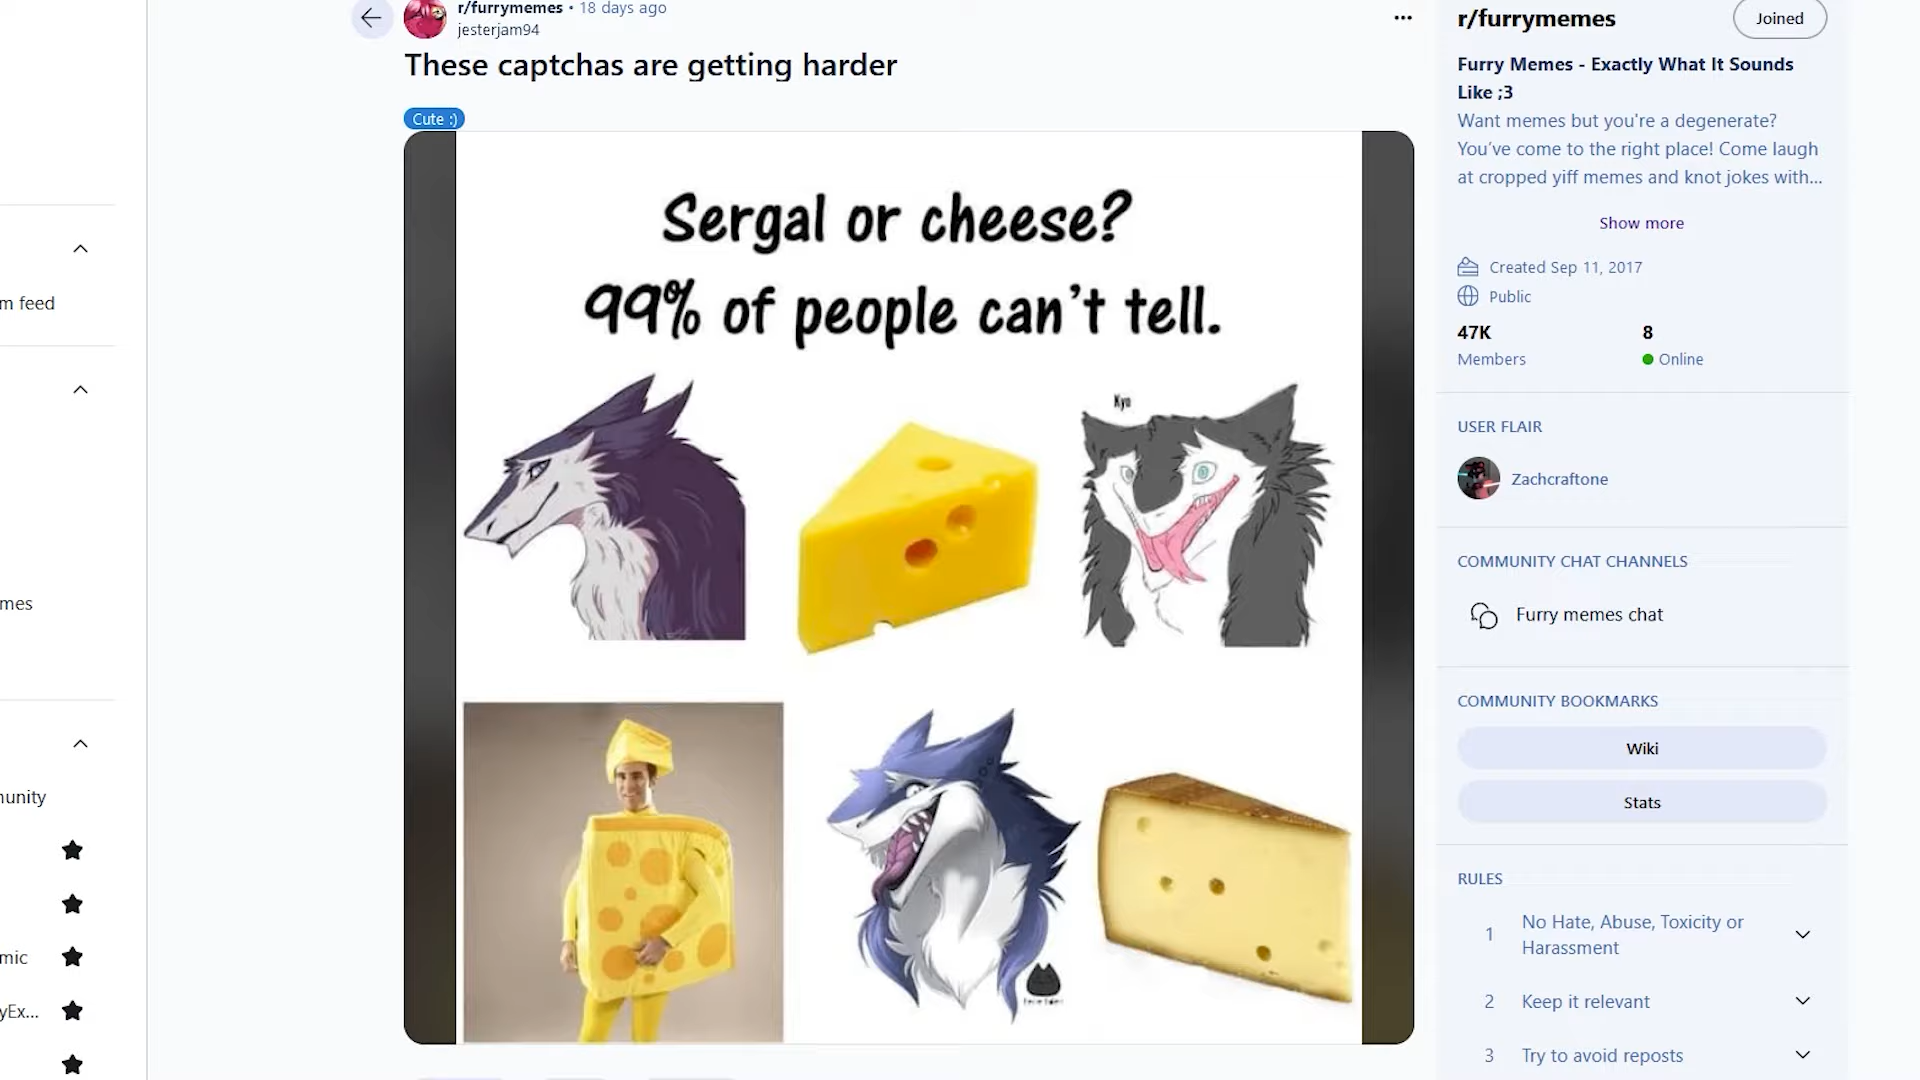 r/furrymemes • 18 days ago
jesterjam94
These captchas are getting harder
Cute :)
Sergal or cheese?
99% of people can't tell.
Kyo
m feed
mes
unity
mic
yEx...
r/furrymemes
Joined
Furry Memes - Exactly What It Sounds
Like ;3
Want memes but you're a degenerate?
You've come to the right place! Come laugh
at cropped yiff memes and knot jokes with...
Show more
Created Sep 11, 2017
Public
47K
8
Members
Online
USER FLAIR
Zachcraftone
COMMUNITY CHAT CHANNELS
Furry memes chat
COMMUNITY BOOKMARKS
Wiki
Stats
RULES
1 No Hate, Abuse, Toxicity or
Harassment
2 Keep it relevant
3 Try to avoid reposts